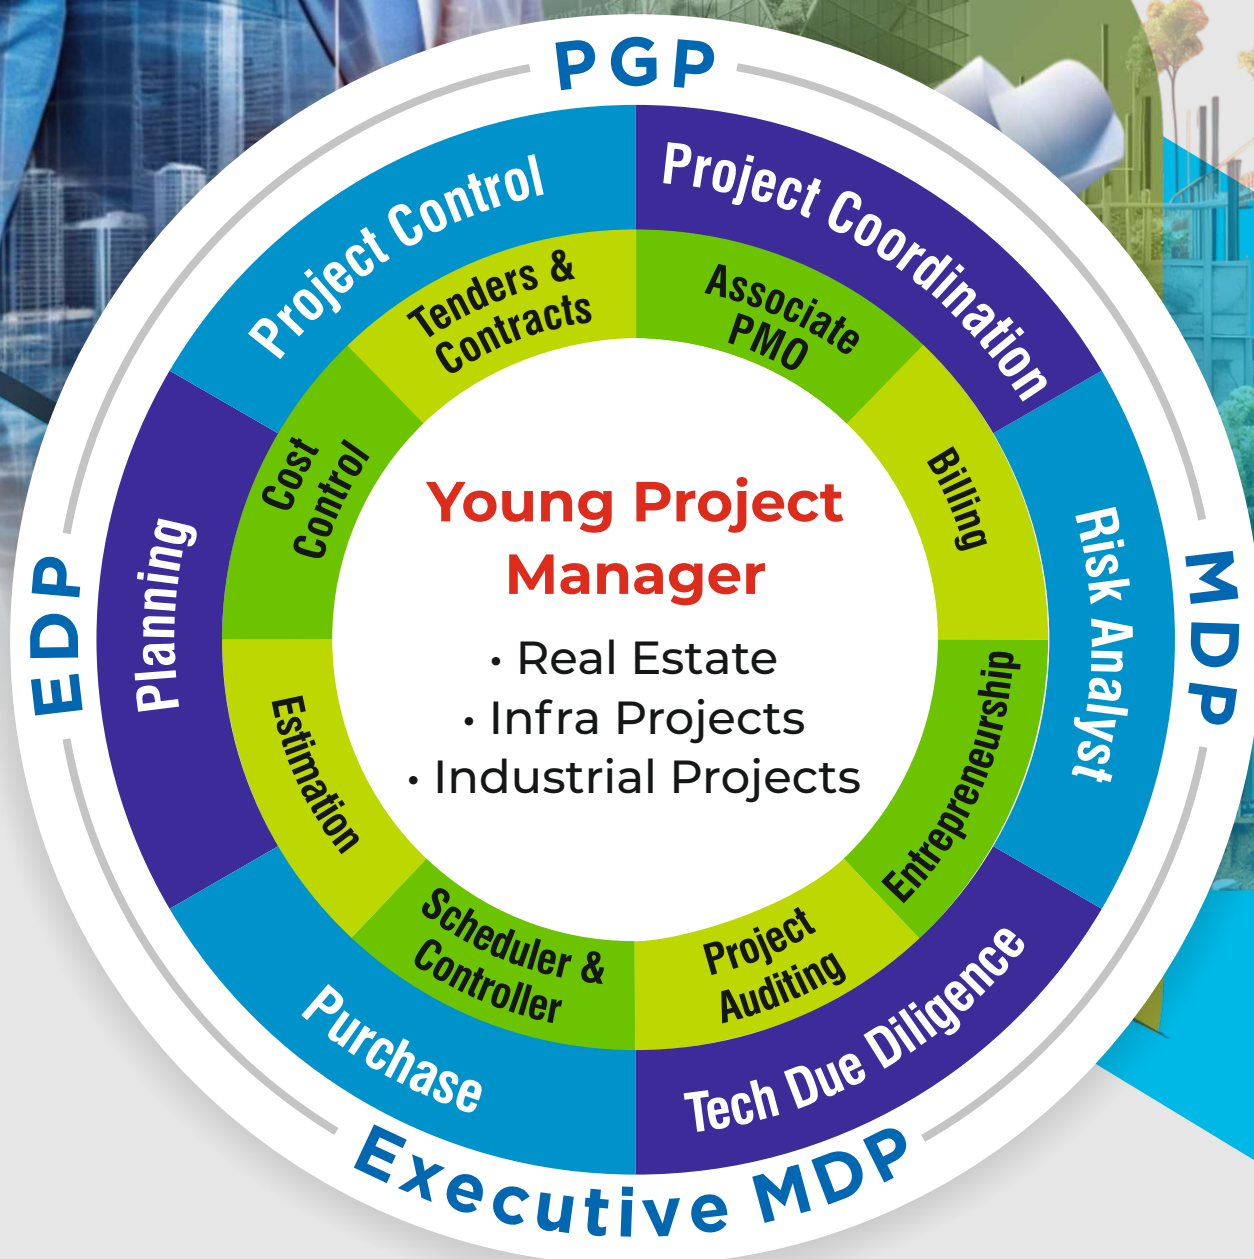 PGP
MDP
Executive MDP
EDP
Project Control
Project Coordination
Risk Analyst
Tech Due Diligence
Purchase
Planning
Tenders &
Contracts
Associate
PMO
Billing
Entrepreneurship
Project
Auditing
Scheduler &
Controller
Estimation
Cost
Control
Young Project
Manager
• Real Estate
• Infra Projects
• Industrial Projects